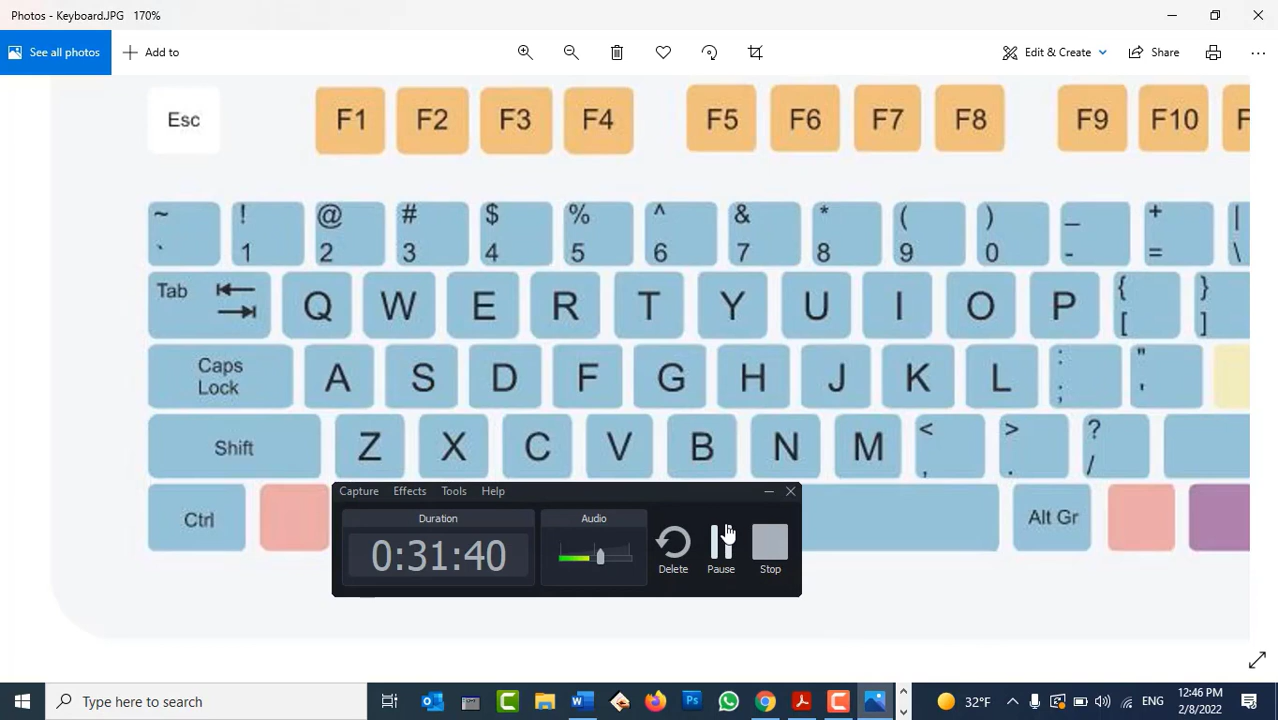 Photos - Keyboard.JPG 170%
See all photos Add to Edit & Create Share
Esc F1 F2 F3 F4 F5 F6 F7 F8 F9 F10 F
~ ! @ # $ % ^ & * ( ) _ + |
` 1 2 3 4 5 6 7 8 9 0 - = \
Tab Q W E R T Y U I O P { [ } ]
Caps
Lock A S D F G H J K L : ; " '
Shift Z X C V B N M < , > . ? /
Ctrl Alt Gr
Capture Effects Tools Help
Duration Audio
0:31:40
Delete Pause Stop
Type here to search 32°F ENG 12:46 PM
2/8/2022